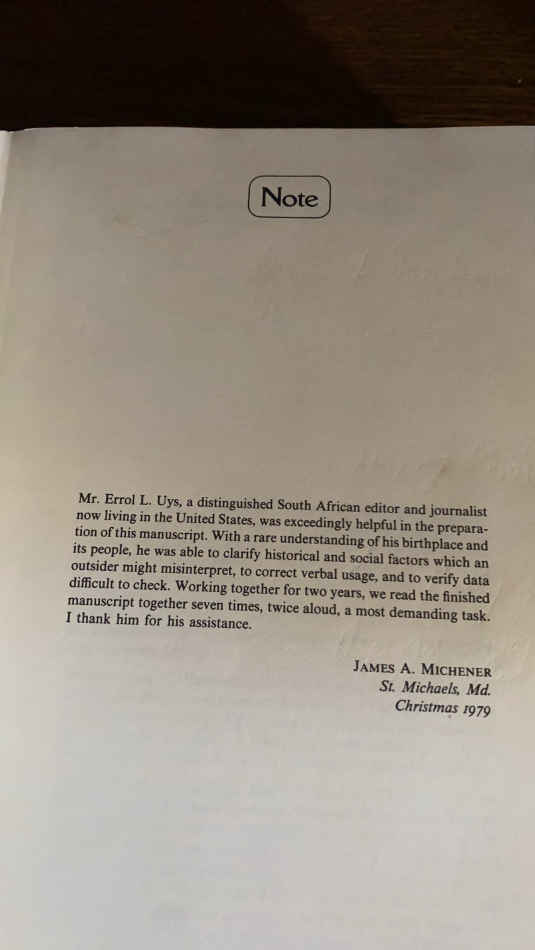 Note
Mr. Errol L. Uys, a distinguished South African editor and journalist
now living in the United States, was exceedingly helpful in the prepara-
tion of this manuscript. With a rare understanding of his birthplace and
its people, he was able to clarify historical and social factors which an
outsider might misinterpret, to correct verbal usage, and to verify data
difficult to check. Working together for two years, we read the finished
manuscript together seven times, twice aloud, a most demanding task.
I thank him for his assistance.
JAMES A. MICHENER
St. Michaels, Md.
Christmas 1979